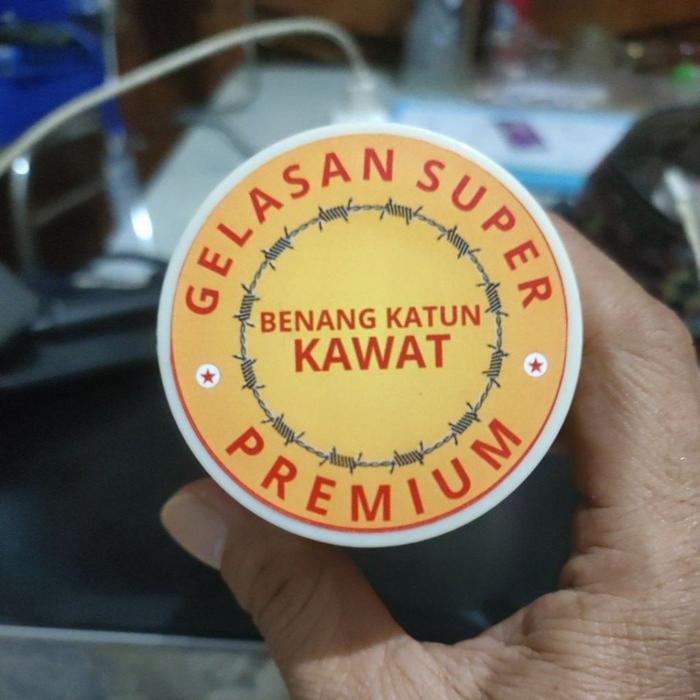 GELASAN SUPER
BENANG KATUN
KAWAT
PREMIUM